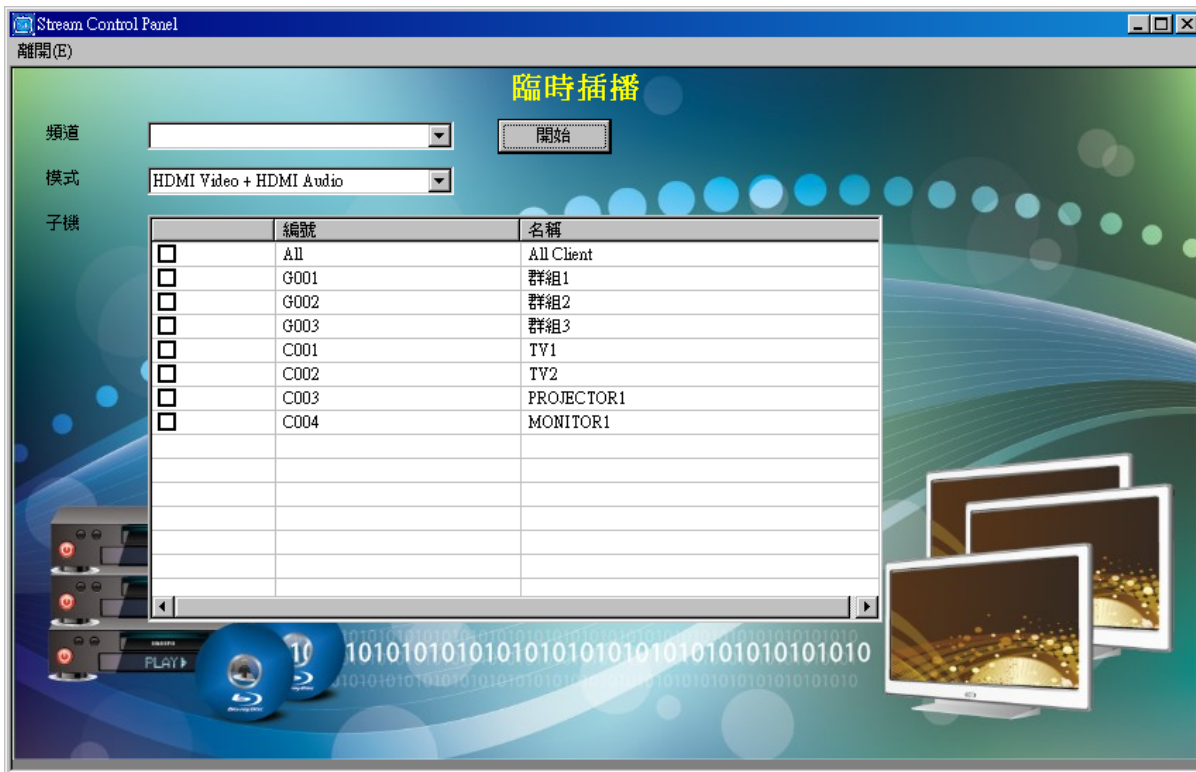 Stream Control Panel
離開(E)
臨時插播
頻道
開始
模式
HDMI Video + HDMI Audio
子機
編號 名稱
All All Client
G001 群組1
G002 群組2
G003 群組3
C001 TV1
C002 TV2
C003 PROJECTOR1
C004 MONITOR1
PLAY